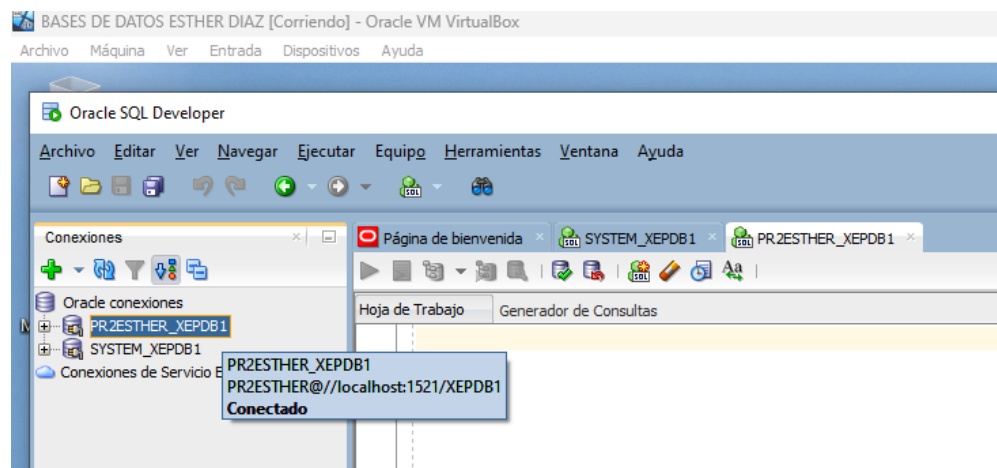 BASES DE DATOS ESTHER DIAZ [Corriendo] - Oracle VM VirtualBox
Archivo Máquina Ver Entrada Dispositivos Ayuda
Oracle SQL Developer
Archivo Editar Ver Navegar Ejecutar Equipo Herramientas Ventana Ayuda
Conexiones
Página de bienvenida SYSTEM_XEPDB1 PR2ESTHER_XEPDB1
Oracle conexiones
Hoja de Trabajo Generador de Consultas
PR2ESTHER_XEPDB1
SYSTEM_XEPDB1
Conexiones de Servicio
PR2ESTHER_XEPDB1
PR2ESTHER@//localhost:1521/XEPDB1
Conectado